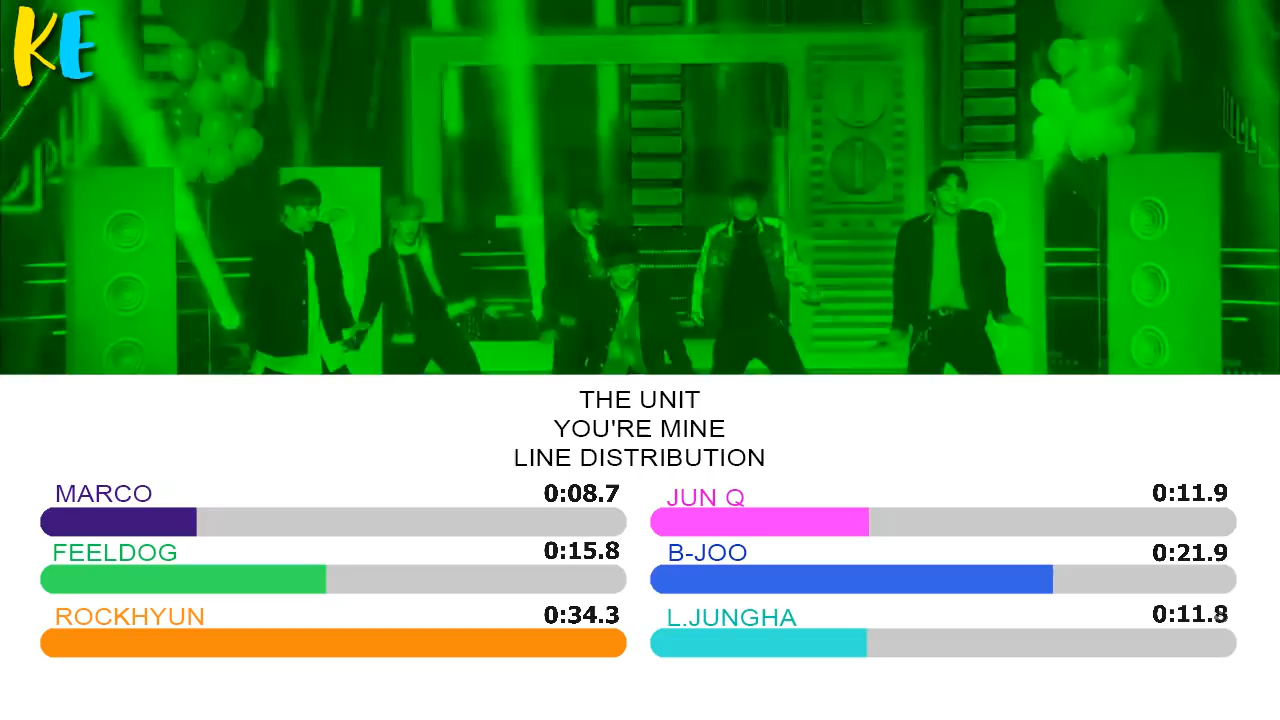 KE
THE UNIT
YOU'RE MINE
LINE DISTRIBUTION
MARCO 0:08.7
JUN Q 0:11.9
FEELDOG 0:15.8
B-JOO 0:21.9
ROCKHYUN 0:34.3
L.JUNGHA 0:11.8